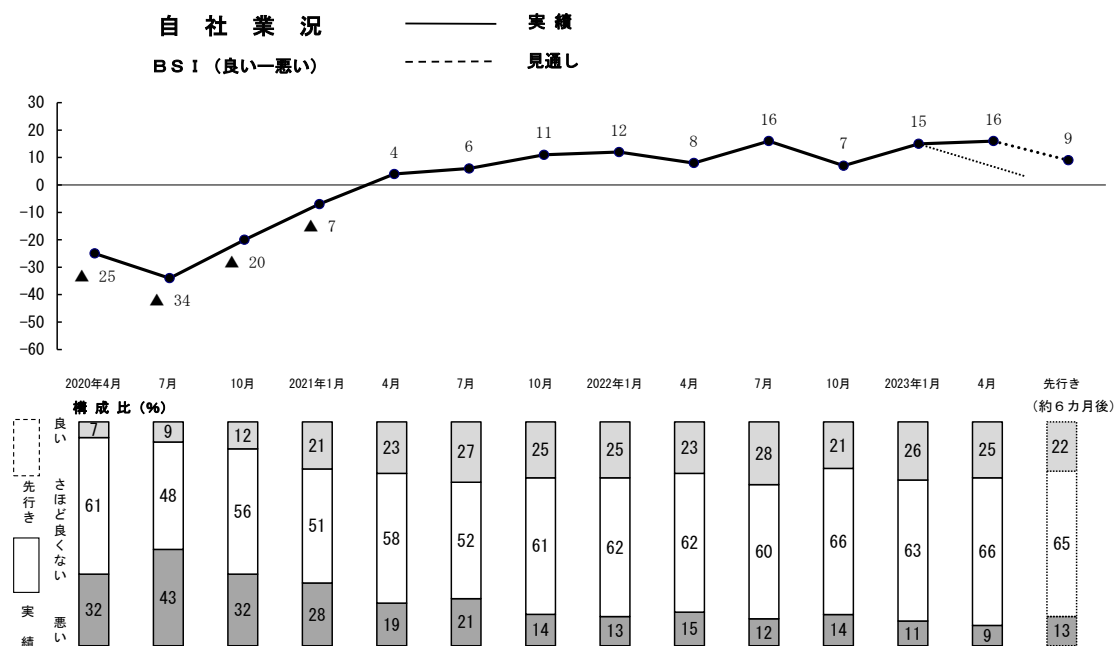 自 社 業 況
実 績
ＢＳＩ（良い―悪い）
見通し
30
20
10
0
-10
-20
-30
-40
-50
-60
▲ 25
▲ 34
▲ 20
▲ 7
4
6
11
12
8
16
7
15
16
9
2020年4月 7月 10月 2021年1月 4月 7月 10月 2022年1月 4月 7月 10月 2023年1月 4月 先行き
（約６カ月後）
構 成 比（%）
良い
7 9 12 21 23 27 25 25 23 28 21 26 25 22
さほど良くない
61 48 56 51 58 52 61 62 62 60 66 63 66 65
悪い
32 43 32 28 19 21 14 13 15 12 14 11 9 13
先行き
実 績